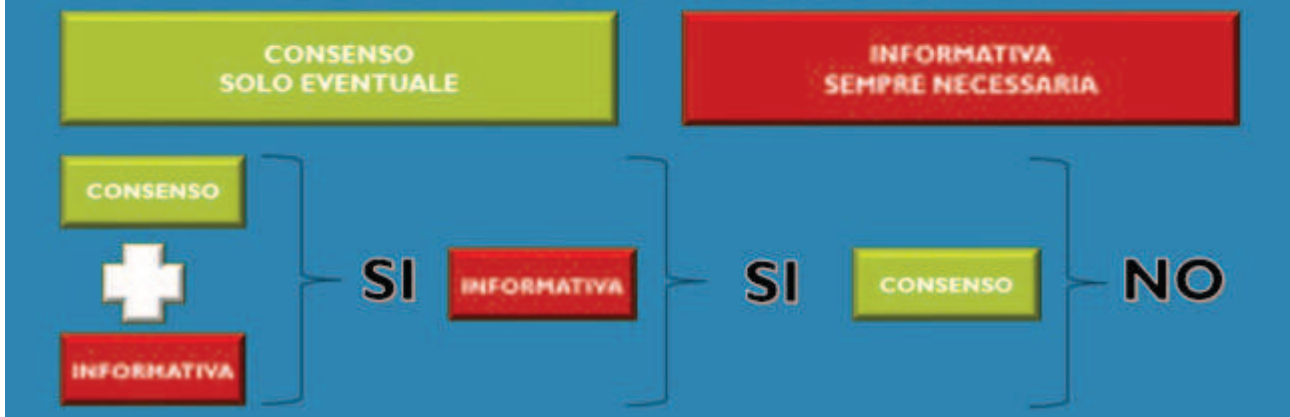 CONSENSO
SOLO EVENTUALE
INFORMATIVA
SEMPRE NECESSARIA
CONSENSO
INFORMATIVA
SI
INFORMATIVA
SI
CONSENSO
NO